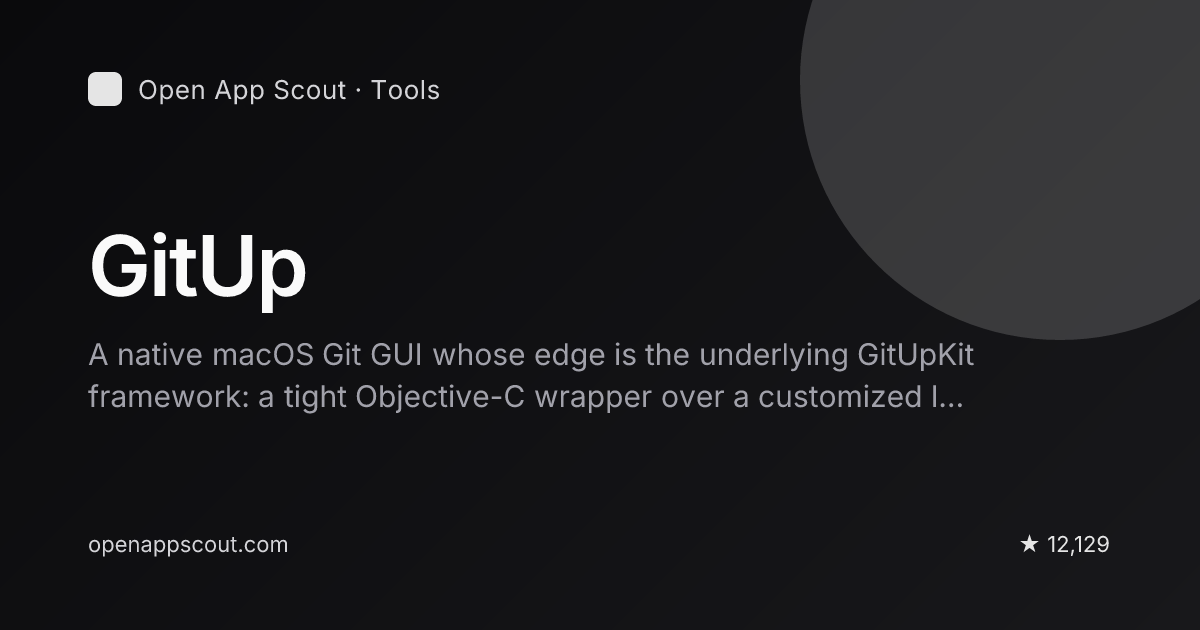 Open App Scout · Tools
GitUp
A native macOS Git GUI whose edge is the underlying GitUpKit
framework: a tight Objective-C wrapper over a customized l...
openappscout.com
★ 12,129